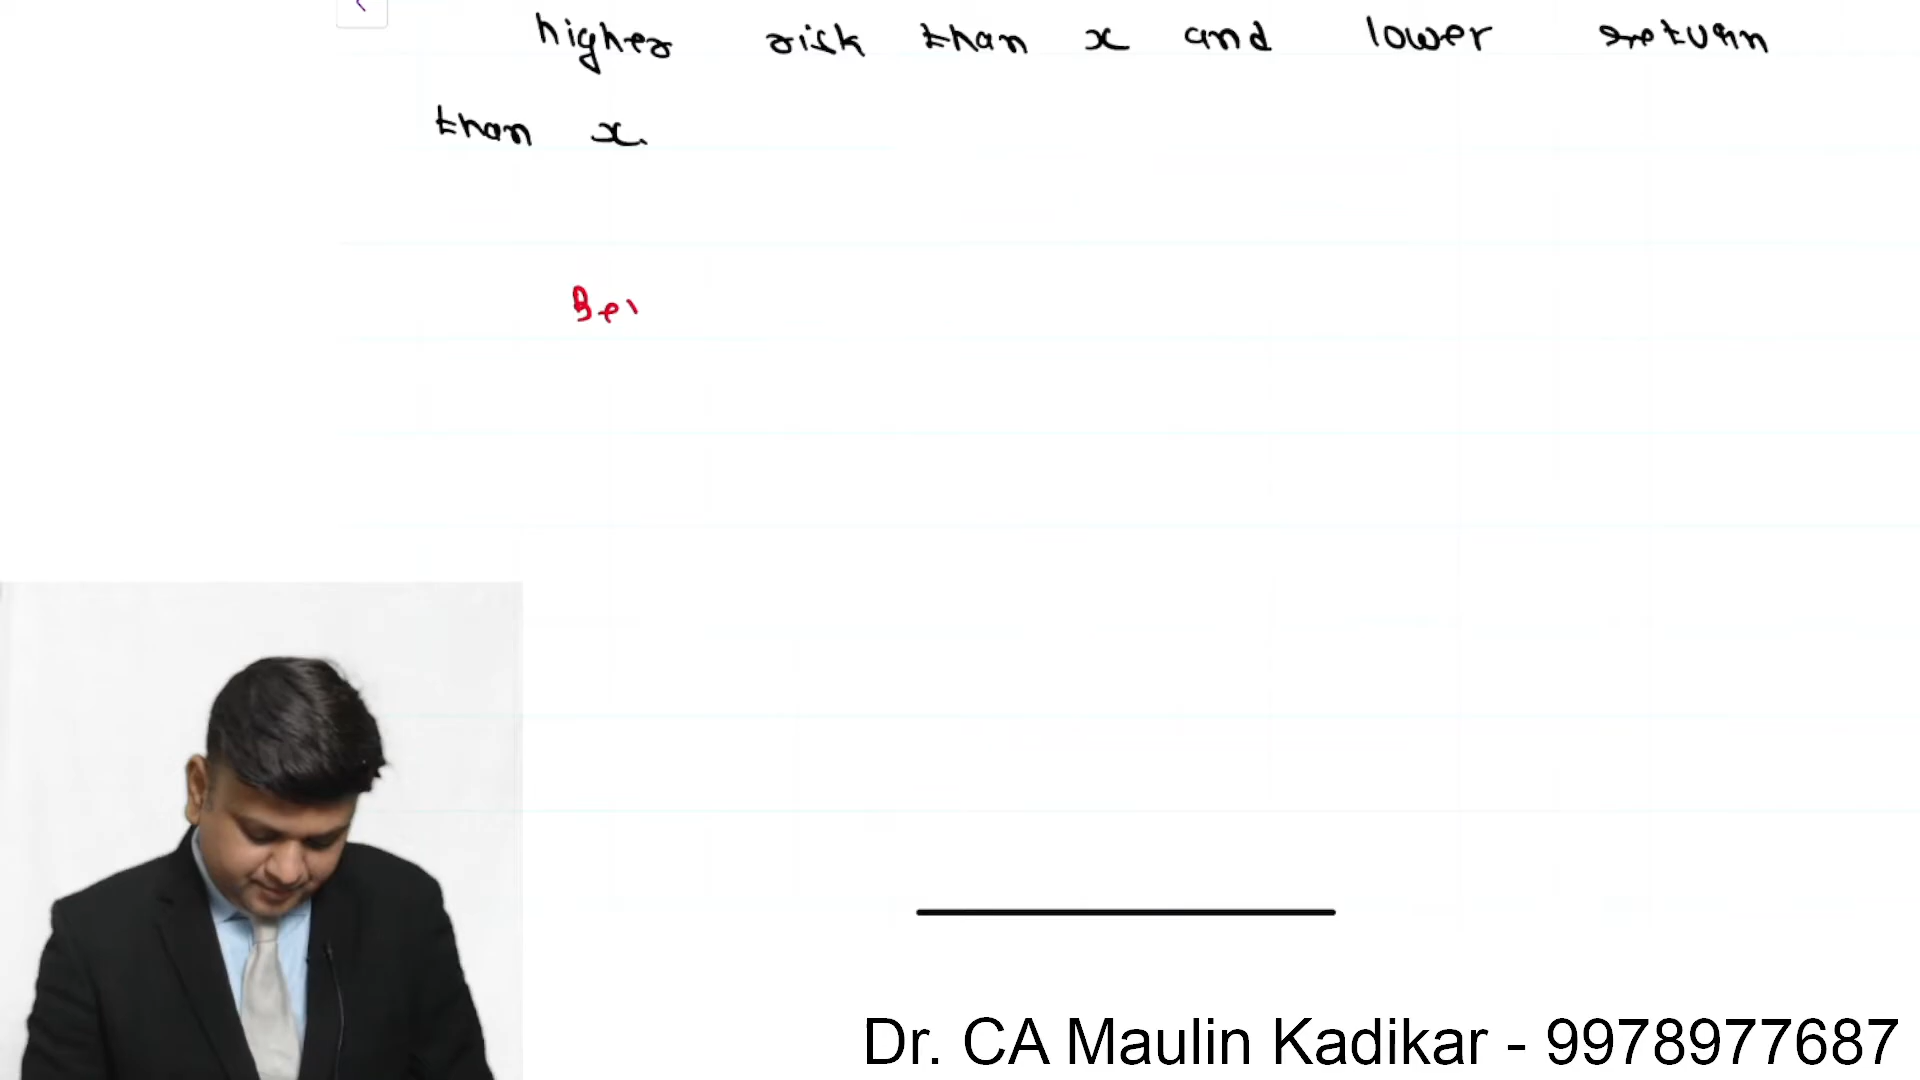 higher risk than x and lower return
than x.
Dr. CA Maulin Kadikar - 9978977687